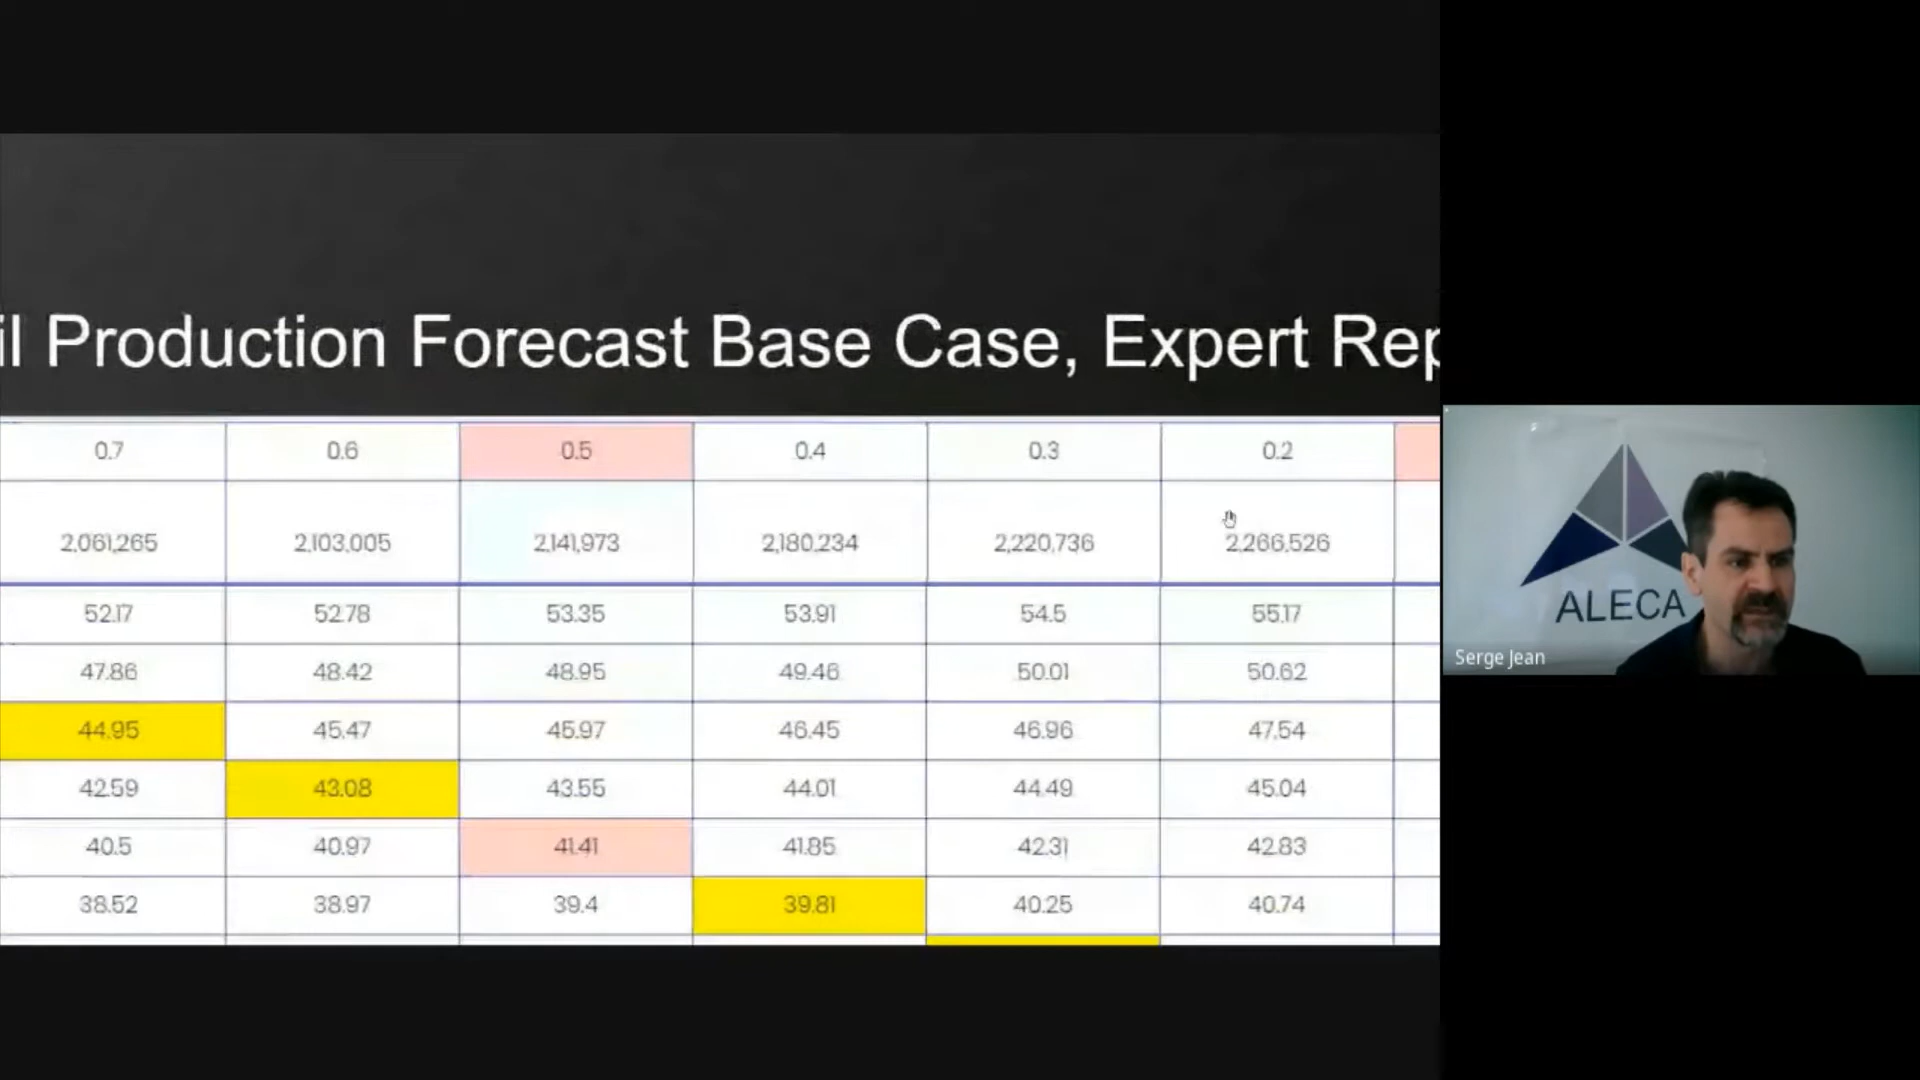 il Production Forecast Base Case, Expert Rep
0.7 0.6 0.5 0.4 0.3 0.2
2,061,265 2,103,005 2,141,973 2,180,234 2,220,736 2,266,526
52.17 52.78 53.35 53.91 54.5 55.17
47.86 48.42 48.95 49.46 50.01 50.62
44.95 45.47 45.97 46.45 46.96 47.54
42.59 43.08 43.55 44.01 44.49 45.04
40.5 40.97 41.41 41.85 42.31 42.83
38.52 38.97 39.4 39.81 40.25 40.74
ALECA
Serge Jean